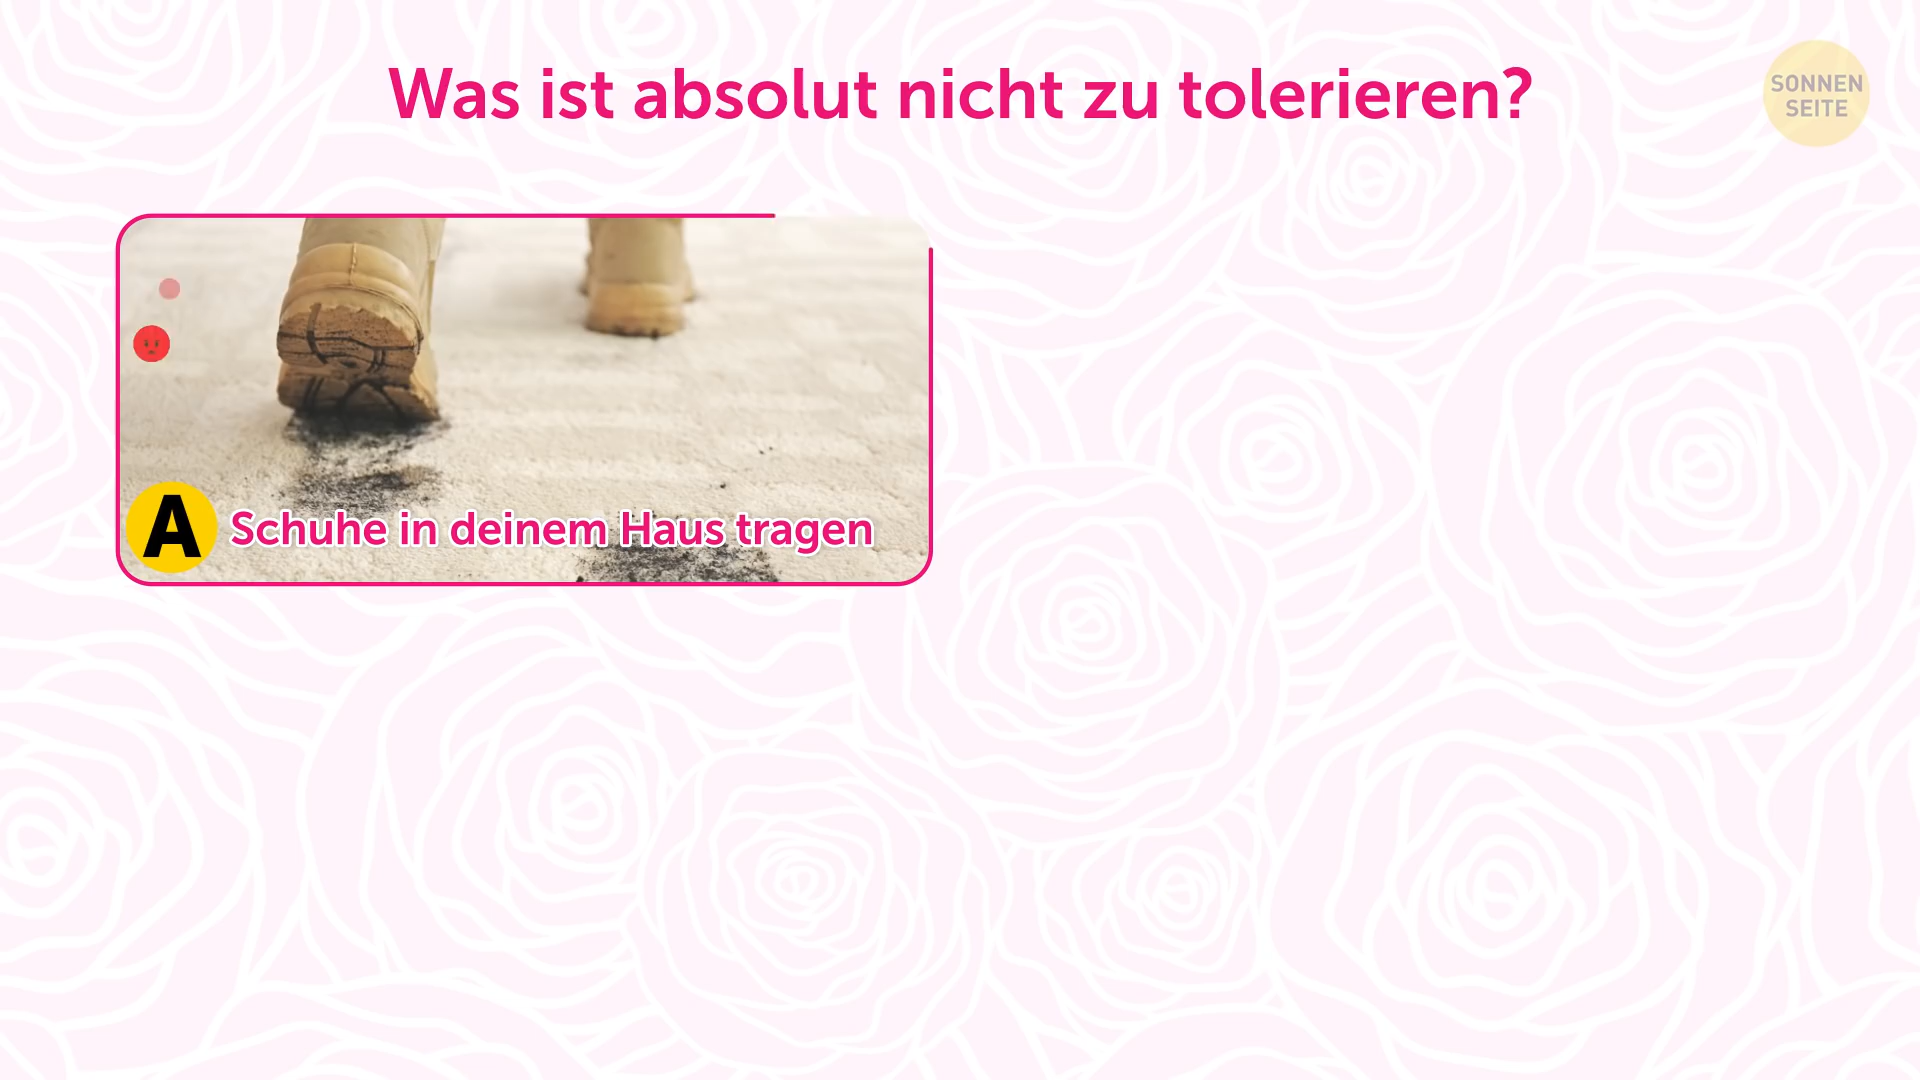 Was ist absolut nicht zu tolerieren?
SONNEN
SEITE
A Schuhe in deinem Haus tragen